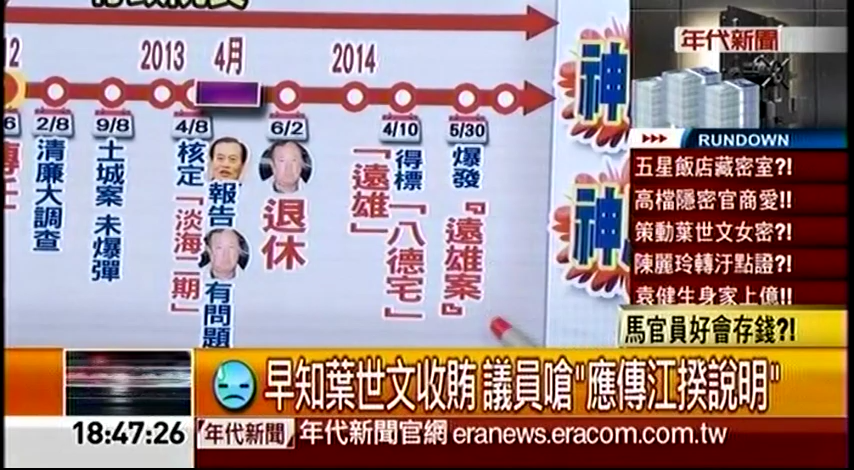 12
2013
4月
2014
6
2/8
9/8
4/8
6/2
4/10
5/30
清廉大調查
土城案 未爆彈
核定「淡海二期」
報告
有問題
退休
「遠雄」
得標「八德宅」
爆發『遠雄案』
神
神
年代新聞
RUNDOWN
五星飯店藏密室?!
高檔隱密官商愛!!
策動葉世文女密?!
陳麗玲轉汙點證?!
袁健生身家上億!!
馬官員好會存錢?!
早知葉世文收賄 議員嗆"應傳江揆說明"
18:47:26
年代新聞 年代新聞官網 eranews.eracom.com.tw